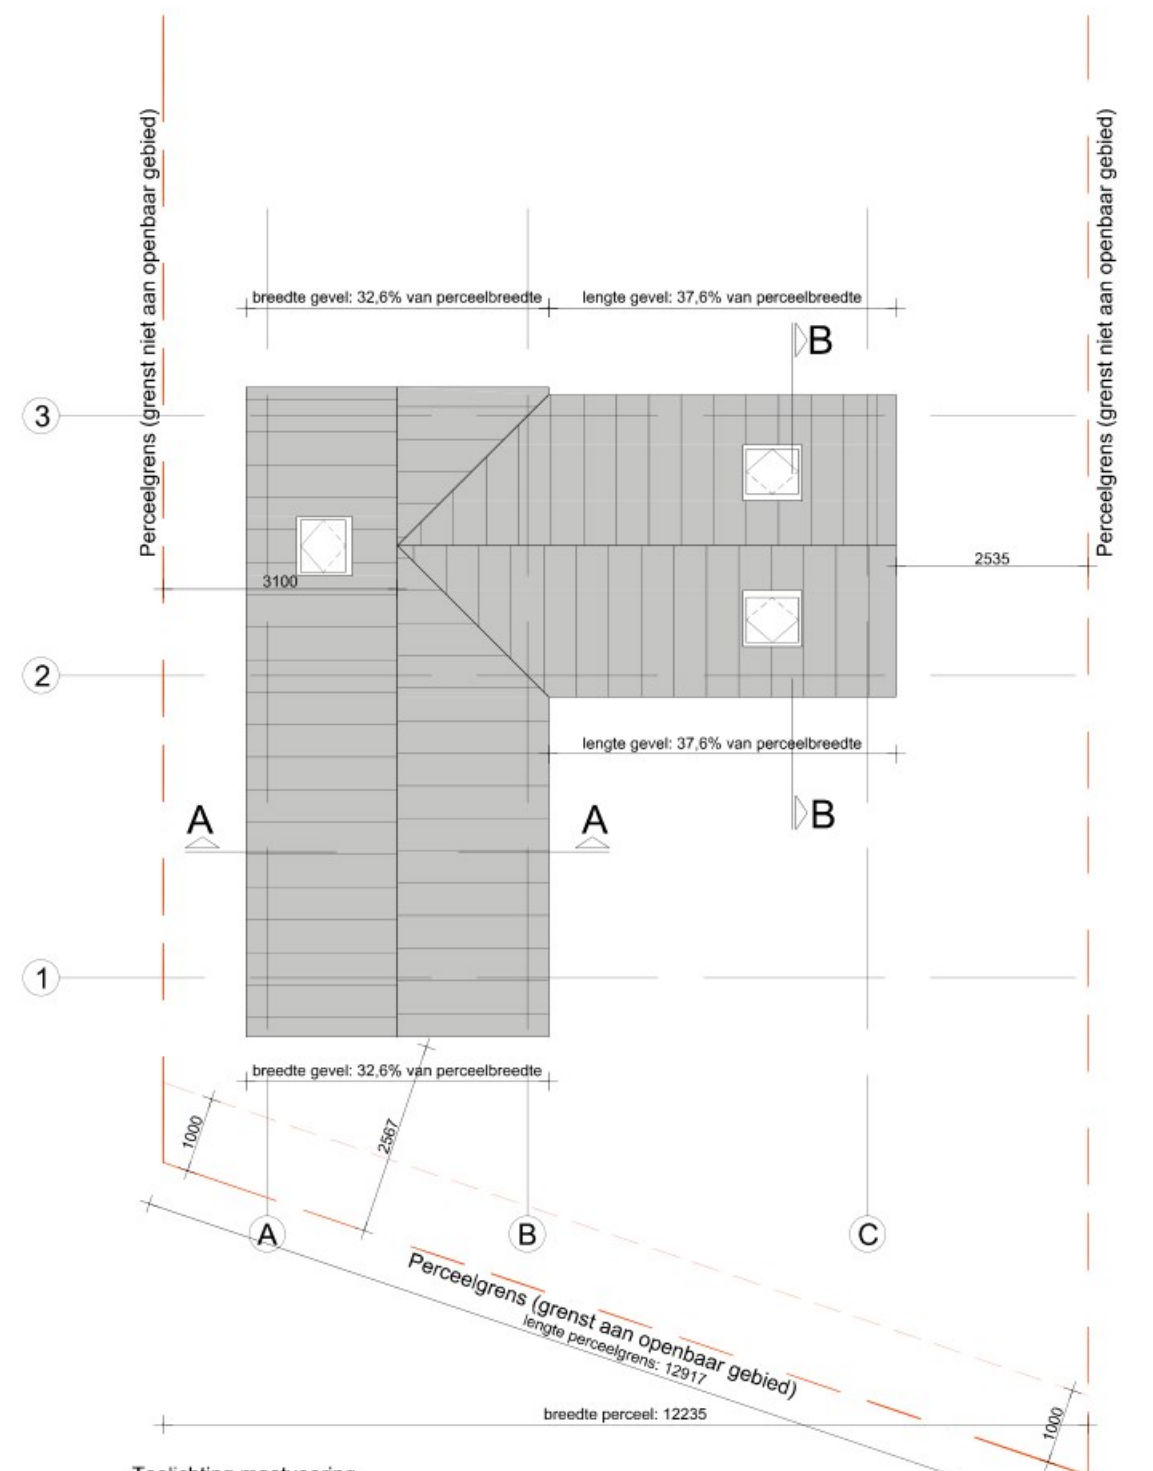 Perceelgrens (grenst niet aan openbaar gebied)
Perceelgrens (grenst niet aan openbaar gebied)
breedte gevel: 32,6% van perceelbreedte
lengte gevel: 37,6% van perceelbreedte
B
3
2535
3100
2
lengte gevel: 37,6% van perceelbreedte
A
A
B
1
breedte gevel: 32,6% van perceelbreedte
1000
2567
A
B
C
Perceelgrens (grenst aan openbaar gebied)
lengte perceelgrens: 12917
breedte perceel: 12235
1000